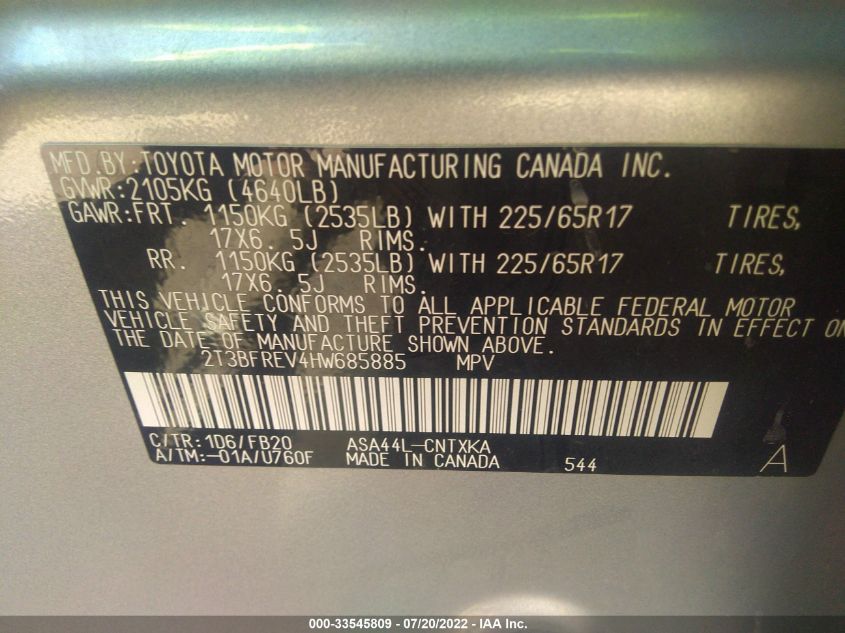 MFD.BY:TOYOTA MOTOR MANUFACTURING CANADA INC.
GVWR:2105KG (4640LB)
GAWR:FRT. 1150KG (2535LB) WITH 225/65R17 TIRES,
17X6. 5J RIMS.
RR. 1150KG (2535LB) WITH 225/65R17 TIRES,
17X6. 5J RIMS.
THIS VEHICLE CONFORMS TO ALL APPLICABLE FEDERAL MOTOR
VEHICLE SAFETY AND THEFT PREVENTION STANDARDS IN EFFECT ON
THE DATE OF MANUFACTURE SHOWN ABOVE.
2T3BFREV4HW685885 MPV
C/TR:1D6/FB20 ASA44L-CNTXKA
A/TM:-01A/U760F MADE IN CANADA 544 A
000-33545809 - 07/20/2022 - IAA Inc.